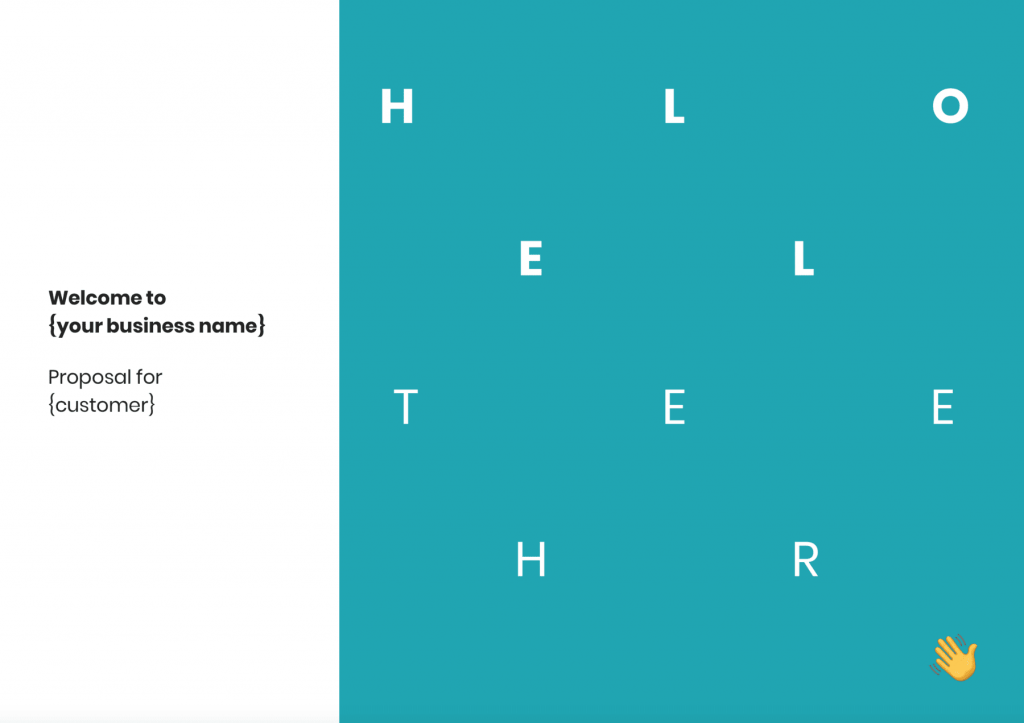 Welcome to
{your business name}
Proposal for
{customer}
H L O
E L
T E E
H R